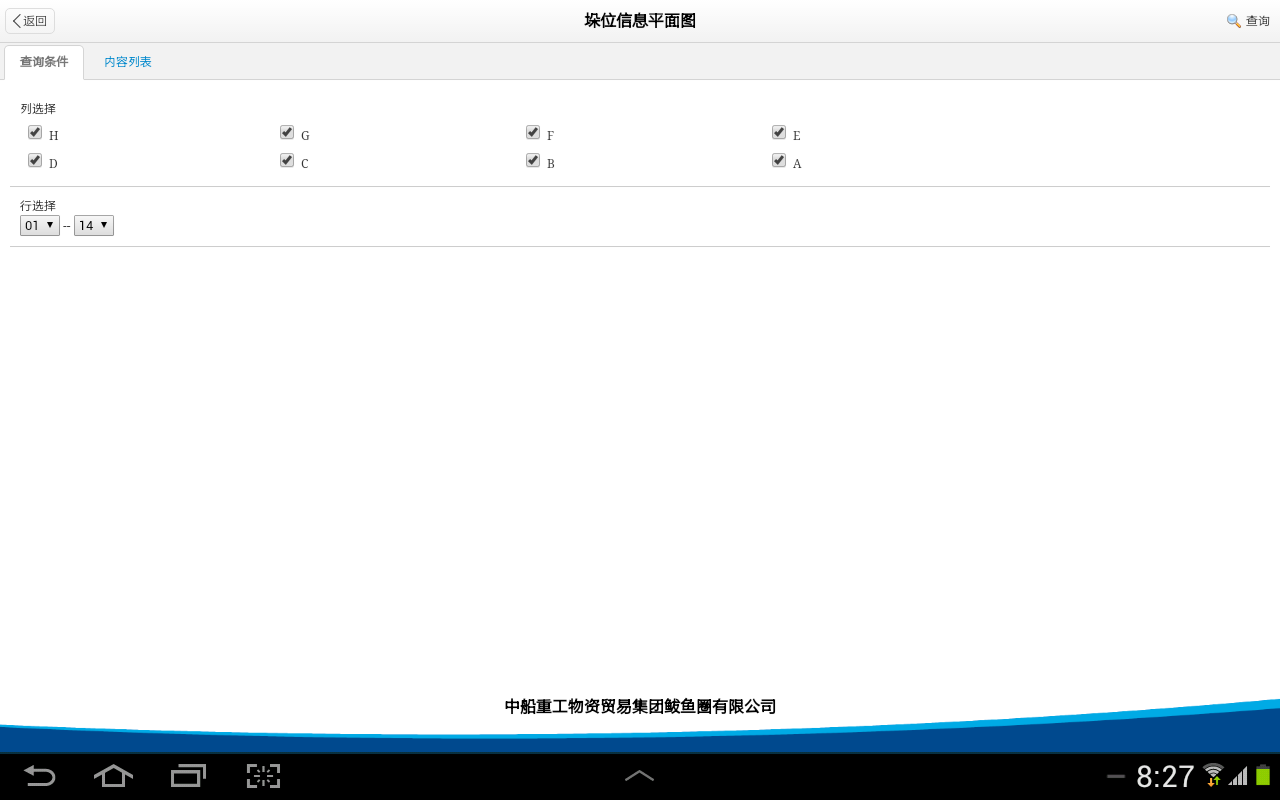 返回
垛位信息平面图
查询
查询条件 内容列表
列选择
H G F E
D C B A
行选择
01 -- 14
中船重工物资贸易集团鲅鱼圈有限公司
8:27